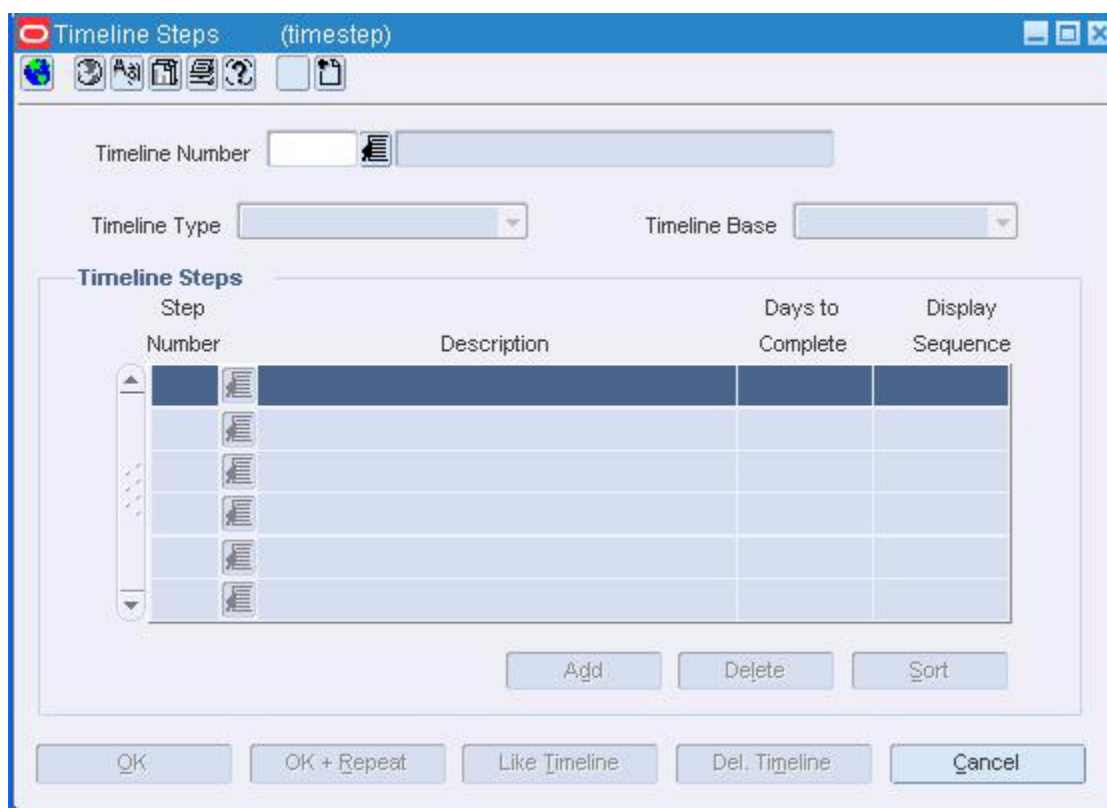 Timeline Steps (timestep)
Timeline Number
Timeline Type Timeline Base
Timeline Steps
Step Days to Display
Number Description Complete Sequence
Add Delete Sort
OK OK + Repeat Like Timeline Del. Timeline Cancel